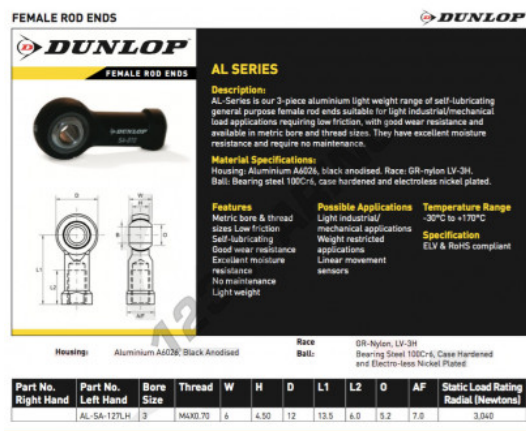 FEMALE ROD ENDS
DUNLOP
DUNLOP
FEMALE ROD ENDS
AL SERIES
Description:
AL-Series is our 3-piece aluminium light weight range of self-lubricating
general purpose female rod ends suitable for light industrial/mechanical
load applications requiring low friction, with good wear resistance and
available in metric bore and thread sizes. They have excellent moisture
resistance and require no maintenance.
Material Specifications:
Housing: Aluminium A6026, black anodised. Race: GR-nylon LV-3H.
Ball: Bearing steel 100Cr6, case hardened and electroless nickel plated.
Features
Metric bore & thread
sizes Low friction
Self-lubricating
Good wear resistance
Excellent moisture
resistance
No maintenance
Light weight
Possible Applications
Light industrial/
mechanical applications
Weight restricted
applications
Linear movement
sensors
Temperature Range
-30°C to +170°C
Specification
ELV & RoHS compliant
DUNLOP
D
W
H
B
O
L1
L2
AF
Housing: Aluminium A6026, Black Anodised
Race GR-Nylon, LV-3H
Ball: Bearing Steel 100Cr6, Case Hardened
and Electro-less Nickel Plated
Part No. Right Hand Part No. Left Hand Bore Size Thread W H D L1 L2 O AF Static Load Rating Radial (Newtons)
AL-SA-127LH 3 M4X0.70 6 4.50 12 13.5 6.0 5.2 7.0 3,040